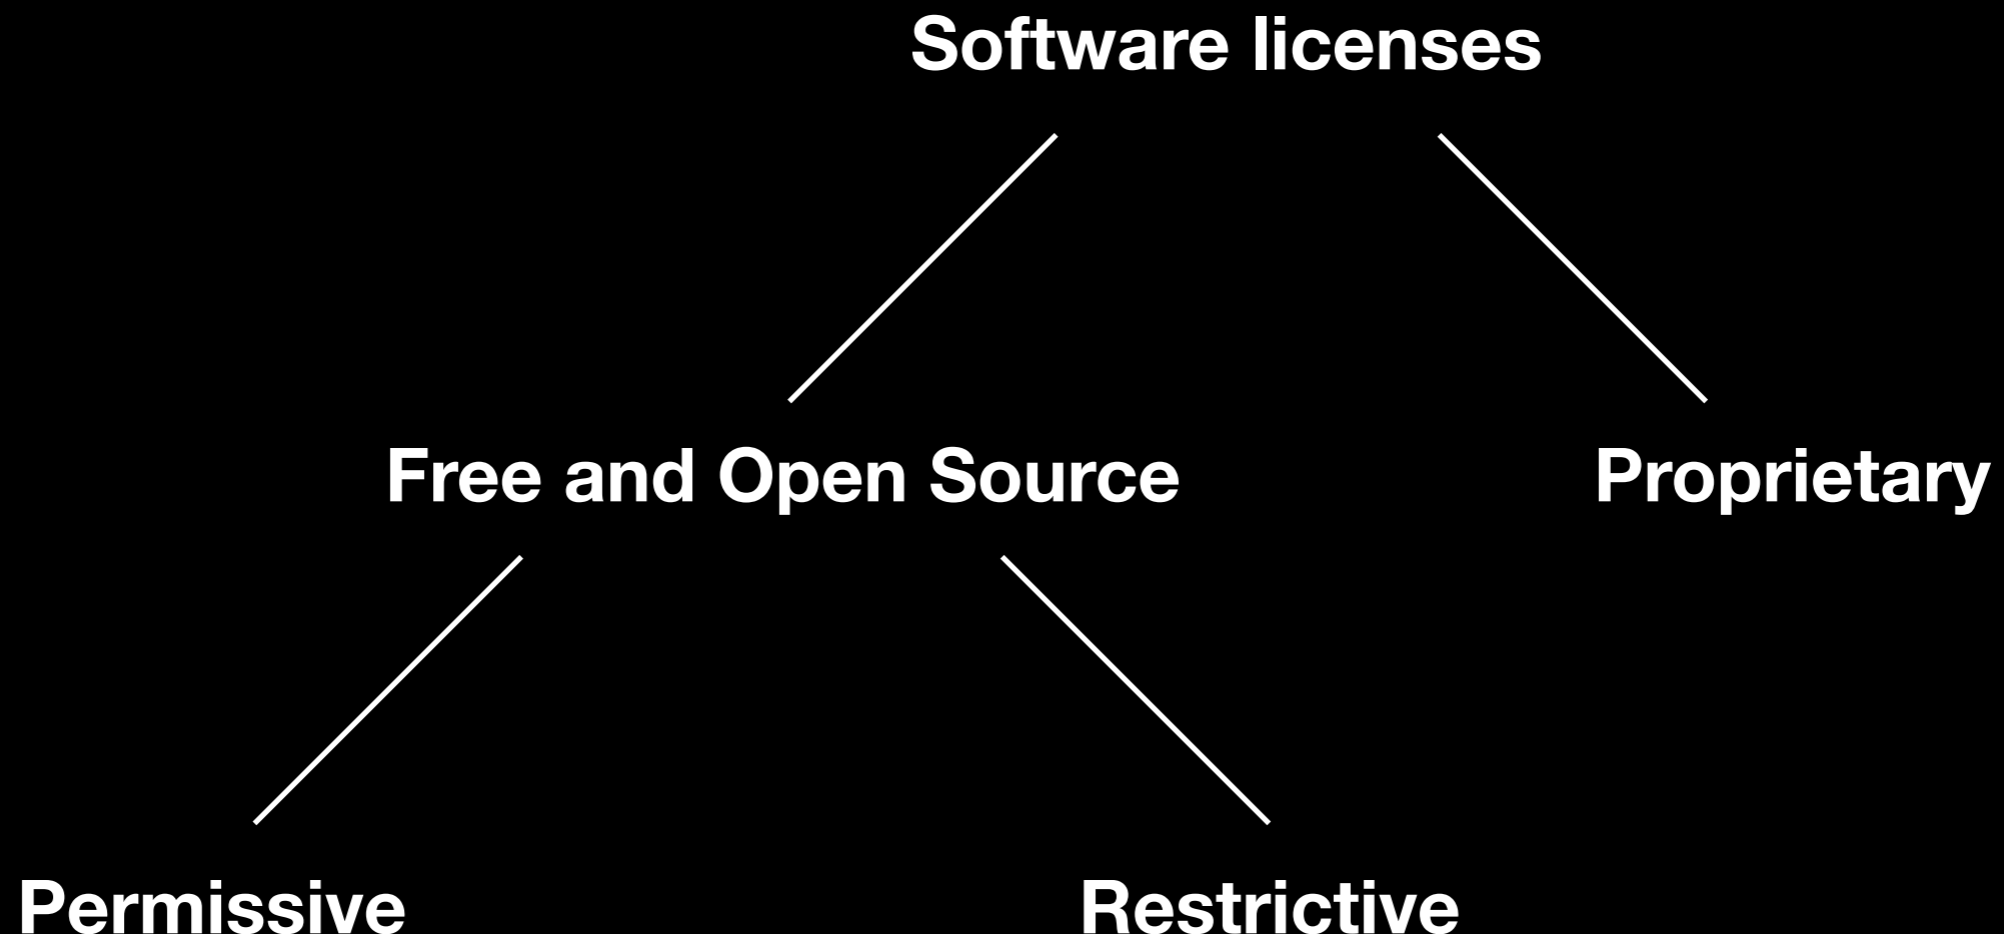 Software licenses
Free and Open Source
Proprietary
Permissive
Restrictive